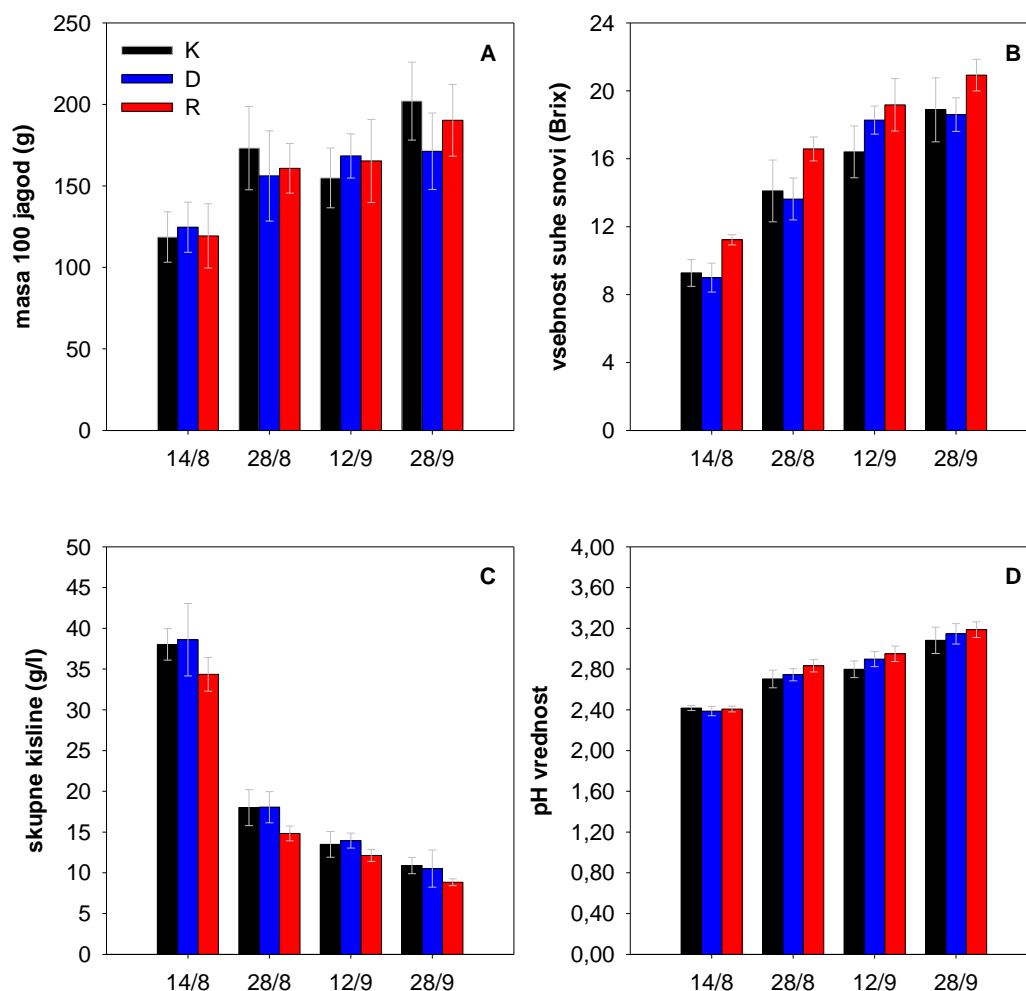 masa 100 jagod (g)
250
200
150
100
50
0
K
D
R
A
14/8 28/8 12/9 28/9
vsebnost suhe snovi (Brix)
24
20
16
12
8
4
0
B
14/8 28/8 12/9 28/9
skupne kisline (g/l)
50
45
40
35
30
25
20
15
10
5
0
C
14/8 28/8 12/9 28/9
pH vrednost
4,00
3,60
3,20
2,80
2,40
2,00
1,60
1,20
0,80
0,40
0,00
D
14/8 28/8 12/9 28/9